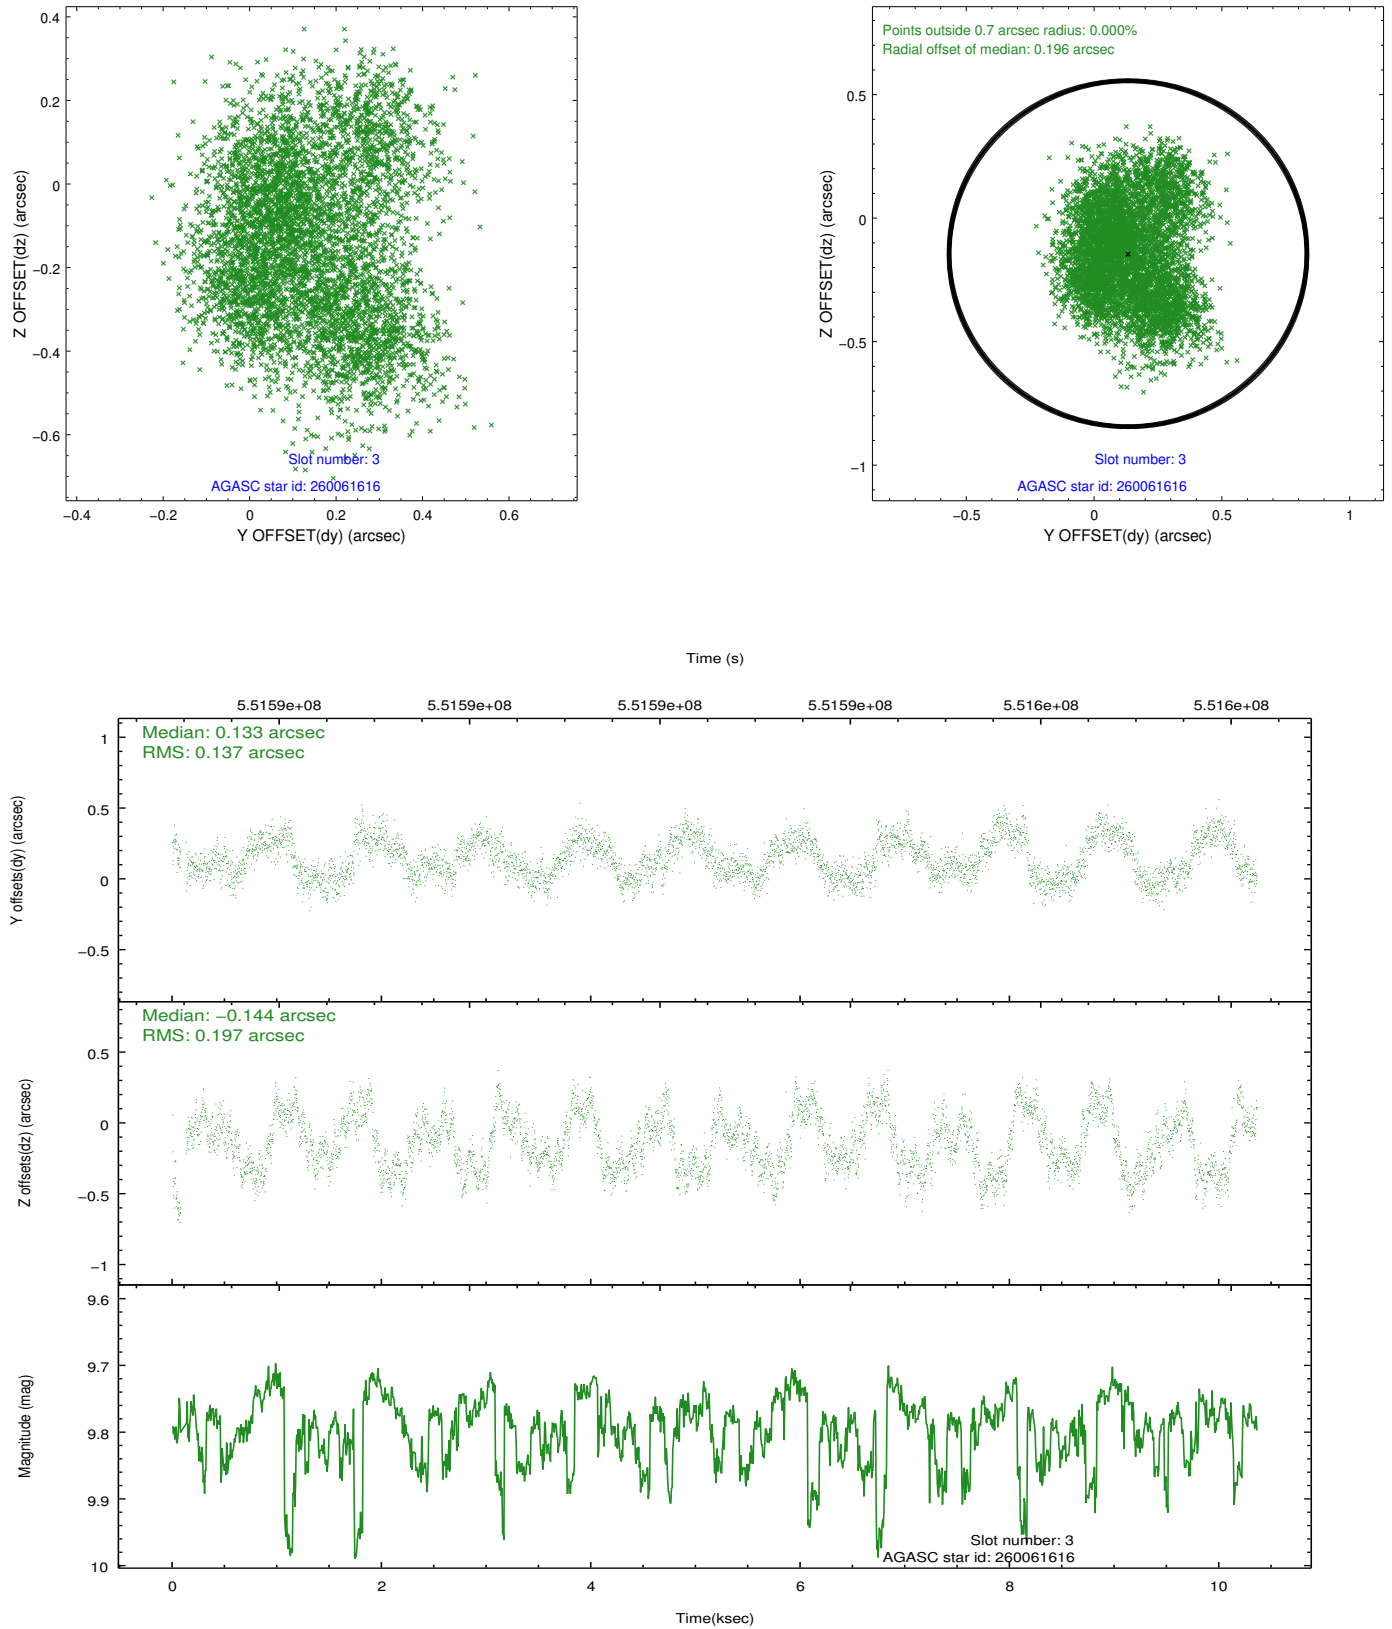 0.4
0.2
0
−0.2
−0.4
−0.6
Z OFFSET(dz) (arcsec)
Slot number: 3
AGASC star id: 260061616
−0.4 −0.2 0 0.2 0.4 0.6
Y OFFSET(dy) (arcsec)
Points outside 0.7 arcsec radius: 0.000%
Radial offset of median: 0.196 arcsec
0.5
0
−0.5
−1
Z OFFSET(dz) (arcsec)
Slot number: 3
AGASC star id: 260061616
−0.5 0 0.5 1
Y OFFSET(dy) (arcsec)
Time (s)
5.5159e+08 5.5159e+08 5.5159e+08 5.5159e+08 5.516e+08 5.516e+08
Median: 0.133 arcsec
RMS: 0.137 arcsec
1
0.5
0
−0.5
Y offsets(dy) (arcsec)
Median: −0.144 arcsec
RMS: 0.197 arcsec
0.5
0
−0.5
−1
Z offsets(dz) (arcsec)
9.6
9.7
9.8
9.9
10
Magnitude (mag)
Slot number: 3
AGASC star id: 260061616
0 2 4 6 8 10
Time(ksec)